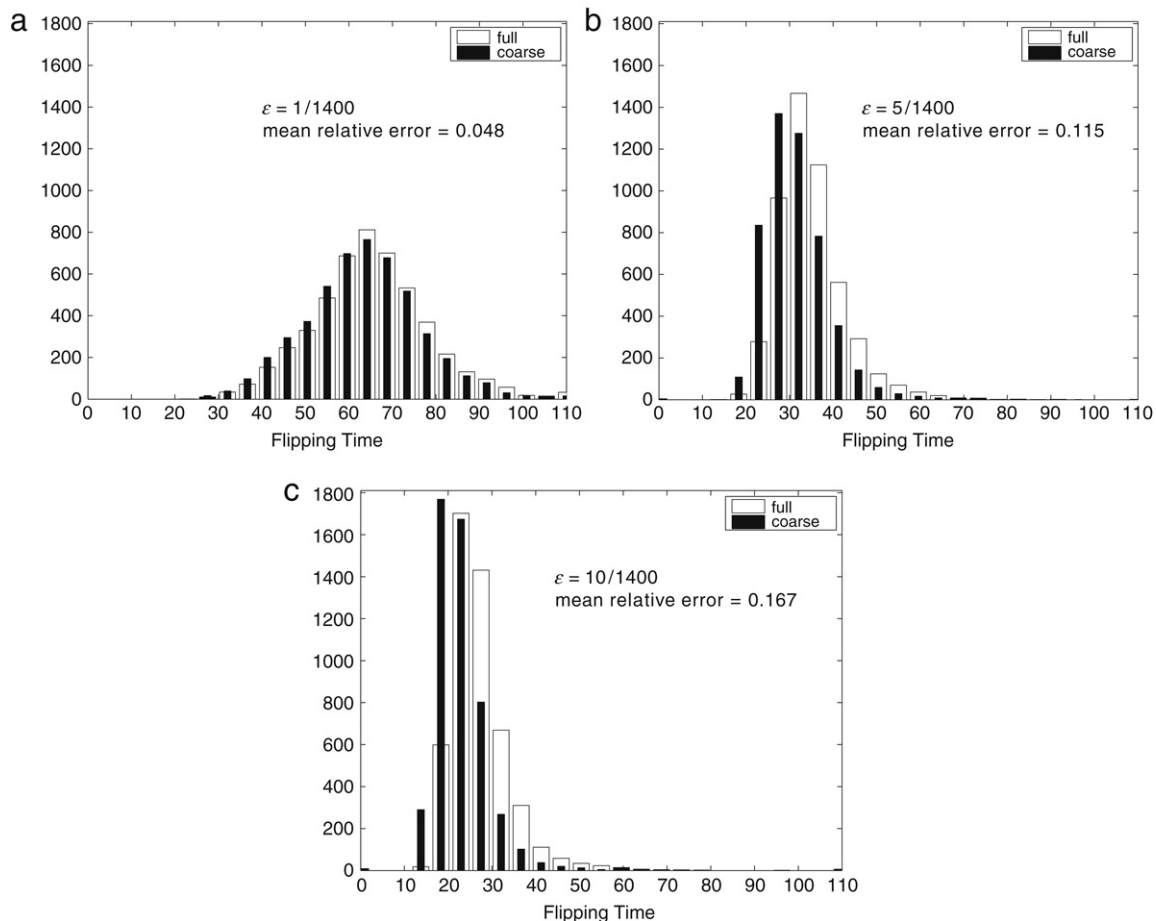 a
1800
1600
1400
1200
1000
800
600
400
200
0
0 10 20 30 40 50 60 70 80 90 100 110
Flipping Time
full
coarse
ε = 1/1400
mean relative error = 0.048
b
1800
1600
1400
1200
1000
800
600
400
200
0
0 10 20 30 40 50 60 70 80 90 100 110
Flipping Time
full
coarse
ε = 5/1400
mean relative error = 0.115
c
1800
1600
1400
1200
1000
800
600
400
200
0
0 10 20 30 40 50 60 70 80 90 100 110
Flipping Time
full
coarse
ε = 10/1400
mean relative error = 0.167